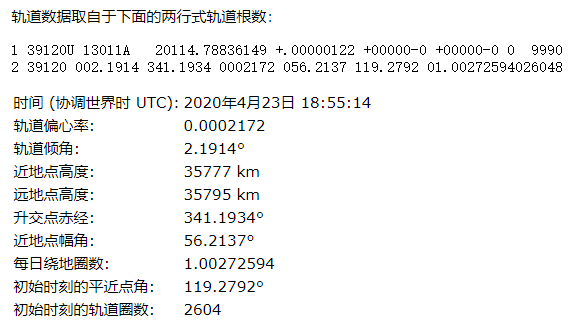 轨道数据取自于下面的两行式轨道根数:
1 39120U 13011A   20114.78836149 +.00000122 +00000-0 +00000-0 0  9990
2 39120 002.1914 341.1934 0002172 056.2137 119.2792 01.00272594026048
时间 (协调世界时 UTC): 2020年4月23日 18:55:14
轨道偏心率: 0.0002172
轨道倾角: 2.1914°
近地点高度: 35777 km
远地点高度: 35795 km
升交点赤经: 341.1934°
近地点幅角: 56.2137°
每日绕地圈数: 1.00272594
初始时刻的平近点角: 119.2792°
初始时刻的轨道圈数: 2604